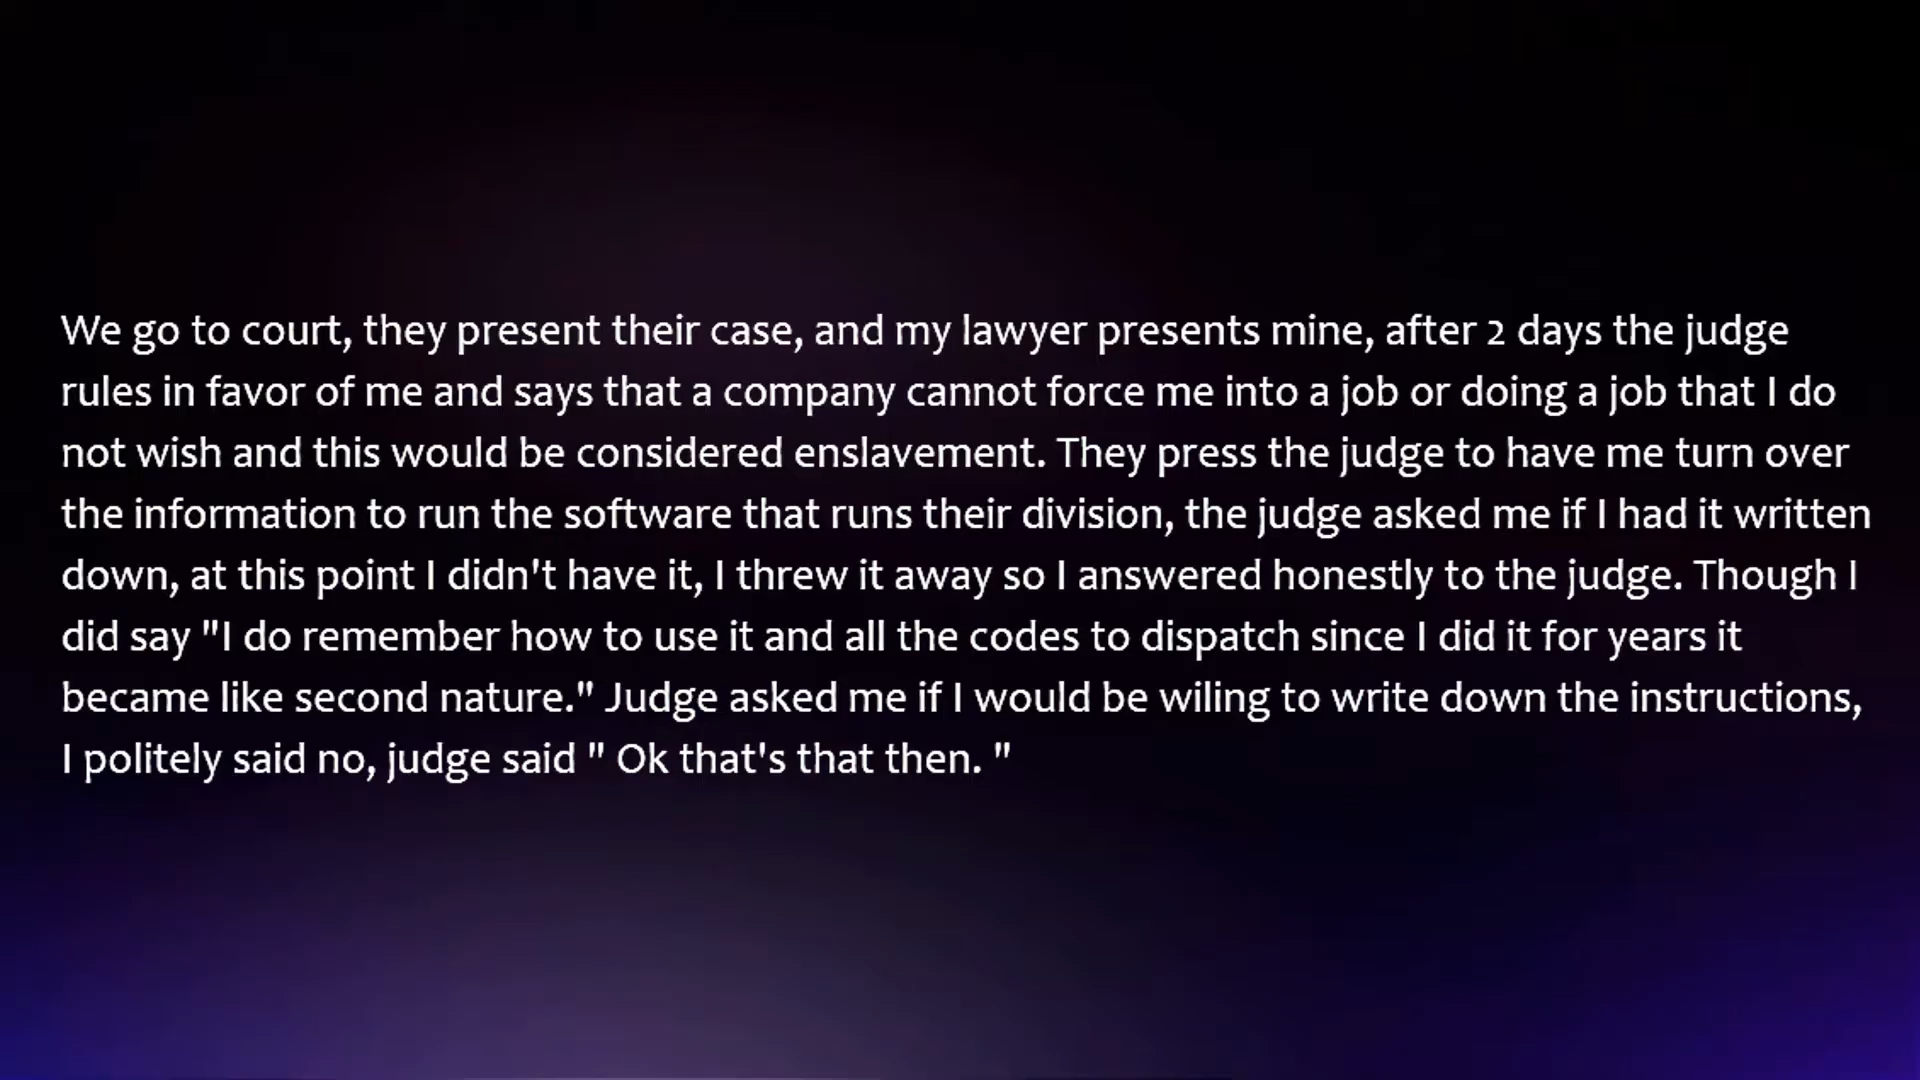 We go to court, they present their case, and my lawyer presents mine, after 2 days the judge
rules in favor of me and says that a company cannot force me into a job or doing a job that I do
not wish and this would be considered enslavement. They press the judge to have me turn over
the information to run the software that runs their division, the judge asked me if I had it written
down, at this point I didn't have it, I threw it away so I answered honestly to the judge. Though I
did say "I do remember how to use it and all the codes to dispatch since I did it for years it
became like second nature." Judge asked me if I would be wiling to write down the instructions,
I politely said no, judge said " Ok that's that then. "